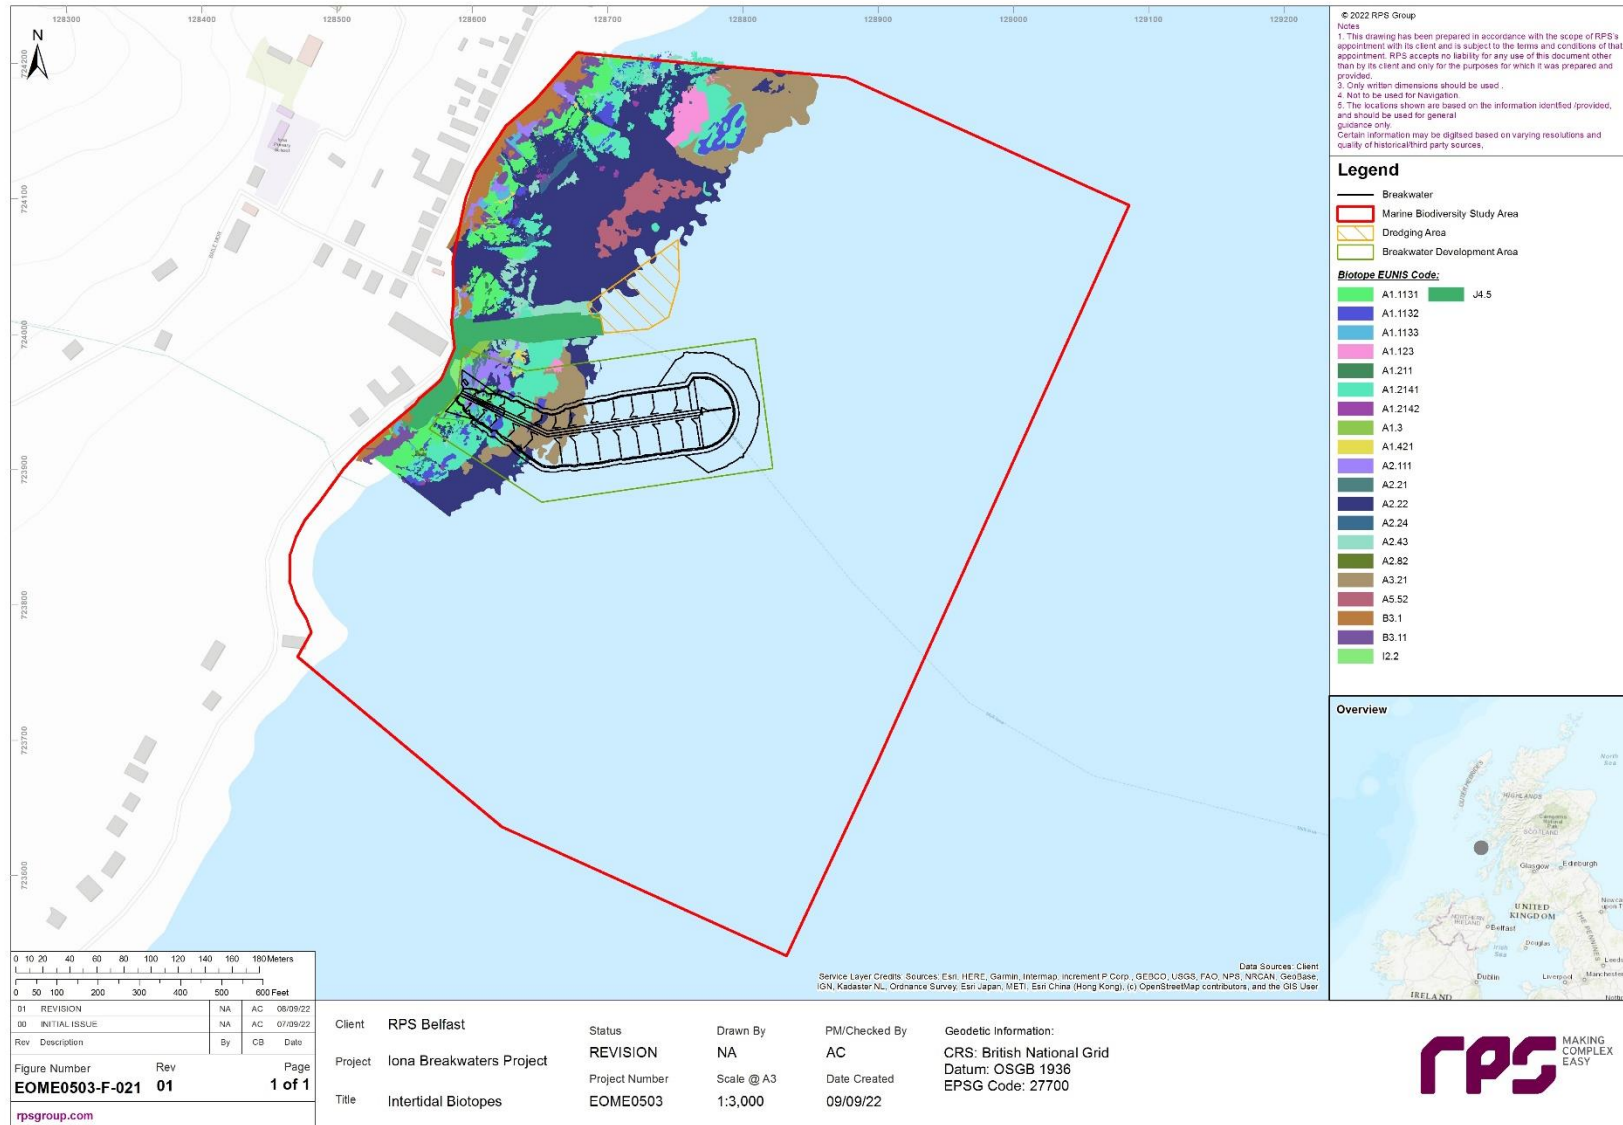 128300 128400 128500 128600 128700 128800 128900 129000 129100 129200
N
724200
724100
724000
723900
723800
723700
723600
© 2022 RPS Group
Notes
1. This drawing has been prepared in accordance with the scope of RPS's
appointment with its client and is subject to the terms and conditions of that
appointment. RPS accepts no liability for any use of this document other
than by its client and only for the purposes for which it was prepared and
provided.
3. Only written dimensions should be used .
4. Not to be used for Navigation.
5. The locations shown are based on the information identified /provided,
and should be used for general
guidance only.
Certain information may be digitsed based on varying resolutions and
quality of historical/third party sources,
Legend
Breakwater
Marine Biodiversity Study Area
Dredging Area
Breakwater Development Area
Biotope EUNIS Code:
A1.1131 J4.5
A1.1132
A1.1133
A1.123
A1.211
A1.2141
A1.2142
A1.3
A1.421
A2.111
A2.21
A2.22
A2.24
A2.43
A2.82
A3.21
A5.52
B3.1
B3.11
I2.2
Overview
North
Sea
OUTER HEBRIDES
HIGHLANDS
SCOTLAND
Glasgow Edinburgh
NORTHERN
IRELAND
UNITED
KINGDOM
Belfast
THE PENNINES
Douglas
Irish
Sea
Leeds
Dublin Liverpool Manchester
IRELAND
Data Sources: Client
Service Layer Credits: Sources: Esri, HERE, Garmin, Intermap, increment P Corp., GEBCO, USGS, FAO, NPS, NRCAN, GeoBase,
IGN, Kadaster NL, Ordnance Survey, Esri Japan, METI, Esri China (Hong Kong), (c) OpenStreetMap contributors, and the GIS User
0 10 20 40 60 80 100 120 140 160 180 Meters
0 50 100 200 300 400 500 600 Feet
01 REVISION NA AC 08/09/22
00 INITIAL ISSUE NA AC 07/09/22
Rev Description By CB Date
Figure Number Rev Page
EOME0503-F-021 01 1 of 1
rpsgroup.com
Client RPS Belfast
Project Iona Breakwaters Project
Title Intertidal Biotopes
Status Drawn By PM/Checked By
REVISION NA AC
Project Number Scale @ A3 Date Created
EOME0503 1:3,000 09/09/22
Geodetic Information:
CRS: British National Grid
Datum: OSGB 1936
EPSG Code: 27700
rps
MAKING
COMPLEX
EASY